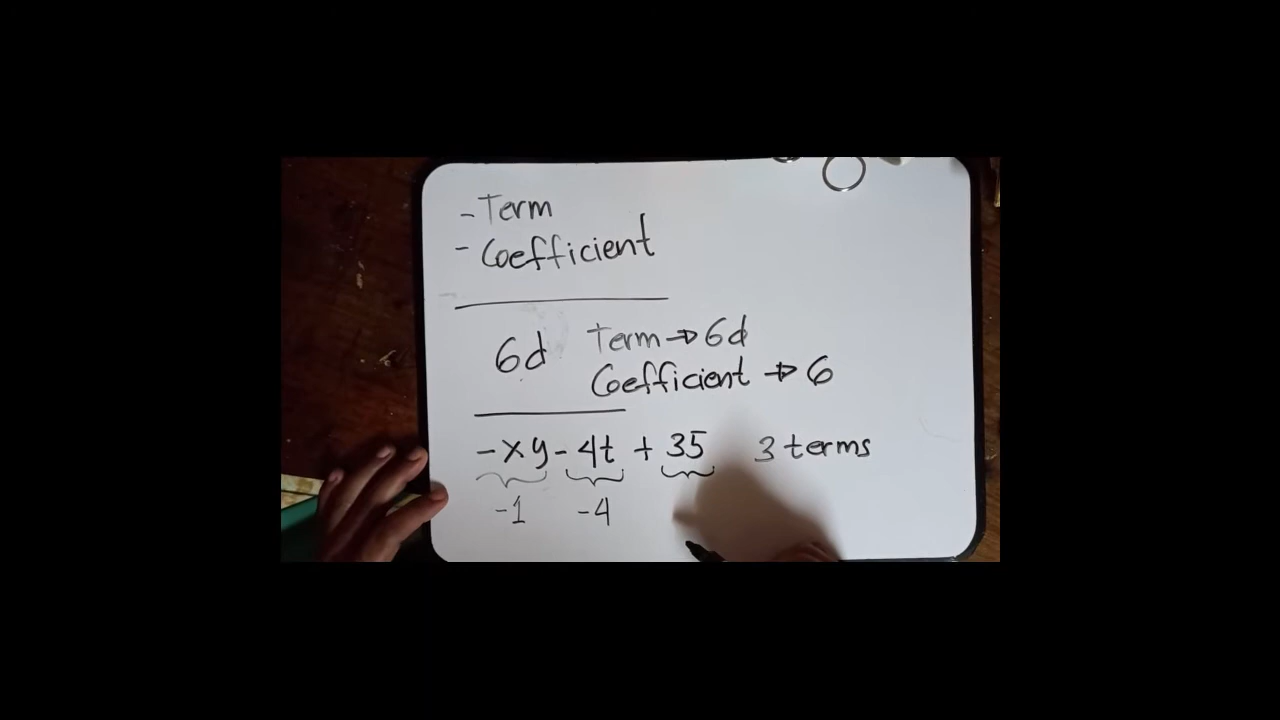 - Term
- Coefficient
6d Term → 6d
Coefficient → 6
-xy - 4t + 35 3 terms
-1 -4